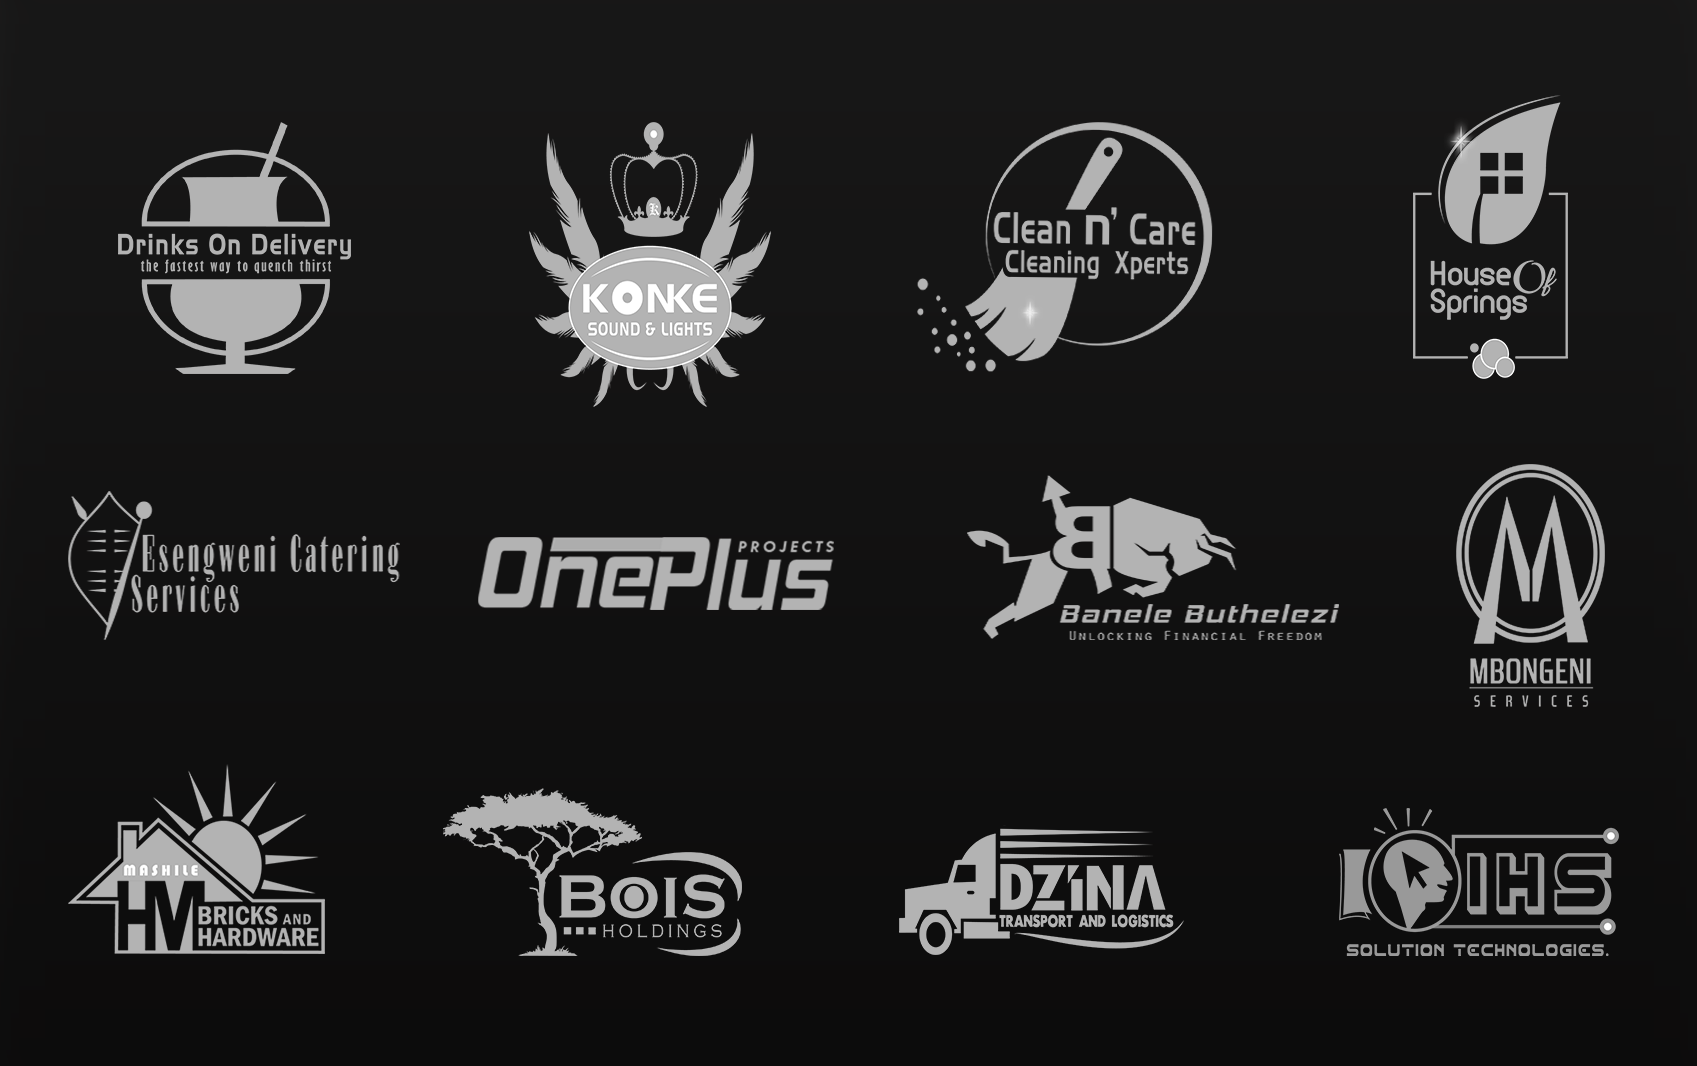 Drinks On Delivery
the fastest way to quench thirst
K
KONKE
SOUND & LIGHTS
Clean n' Care
Cleaning Xperts
House Of
Springs
Esengweni Catering
Services
OnePlus
PROJECTS
B
Banele Buthelezi
Unlocking Financial Freedom
M
MBONGENI
SERVICES
MASHILE
HM
BRICKS AND
HARDWARE
BOIS
HOLDINGS
DZINA
TRANSPORT AND LOGISTICS
IHS
SOLUTION TECHNOLOGIES.